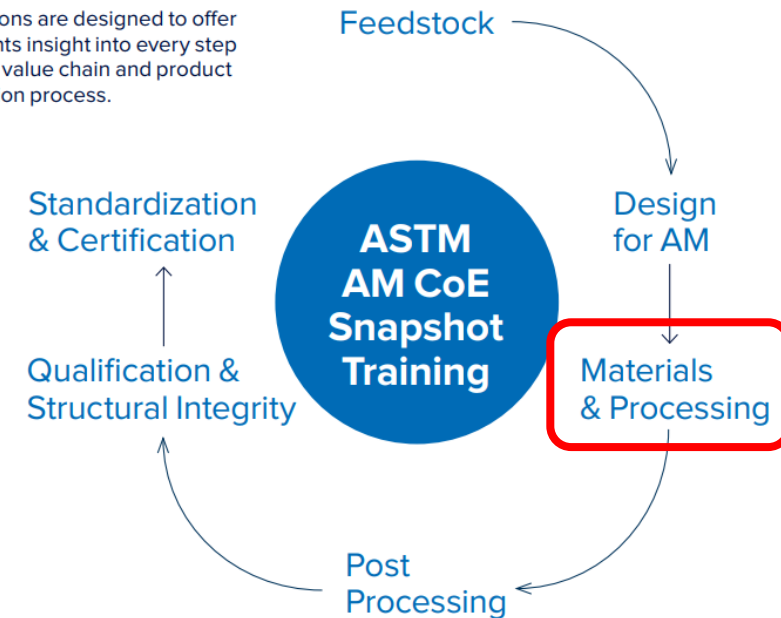 ons are designed to offer
nts insight into every step
value chain and product
on process.
Feedstock
Design
for AM
Materials
& Processing
Post
Processing
Qualification &
Structural Integrity
Standardization
& Certification
ASTM
AM CoE
Snapshot
Training